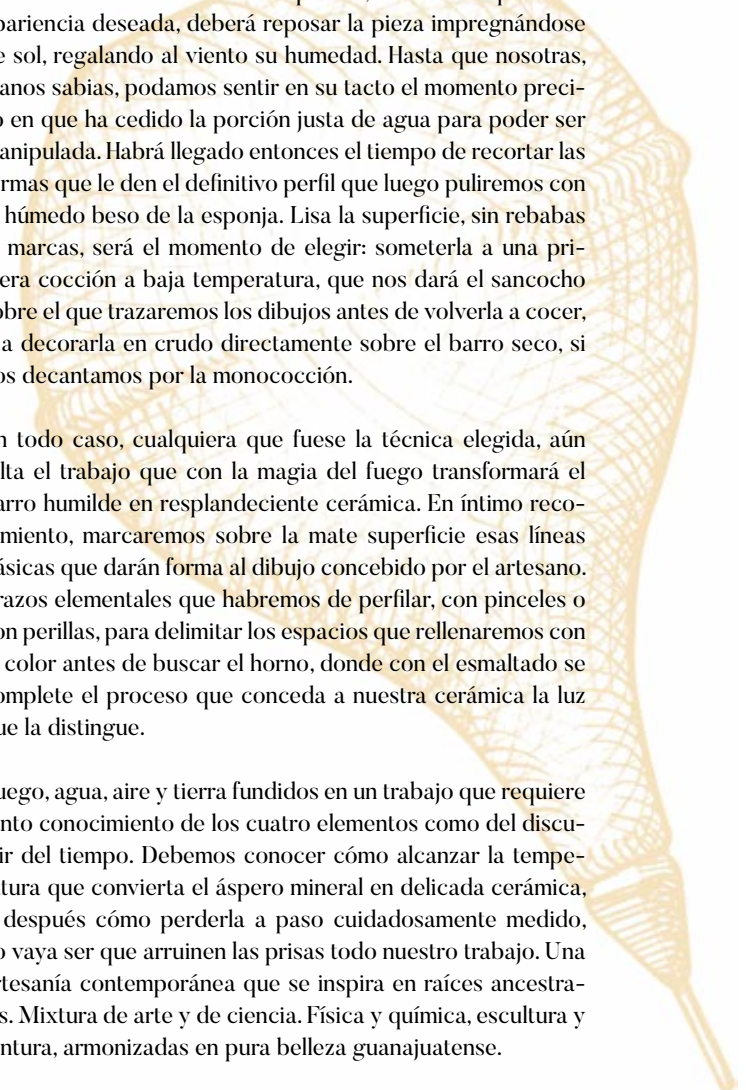 pariencia deseada, deberá reposar la pieza impregnándose
e sol, regalando al viento su humedad. Hasta que nosotras,
anos sabias, podamos sentir en su tacto el momento preci-
o en que ha cedido la porción justa de agua para poder ser
anipulada. Habrá llegado entonces el tiempo de recortar las
rmas que le den el definitivo perfil que luego puliremos con
húmedo beso de la esponja. Lisa la superficie, sin rebabas
marcas, será el momento de elegir: someterla a una pri-
era cocción a baja temperatura, que nos dará el sancocho
obre el que trazaremos los dibujos antes de volverla a cocer,
a decorarla en crudo directamente sobre el barro seco, si
os decantamos por la monococción.
n todo caso, cualquiera que fuese la técnica elegida, aún
lta el trabajo que con la magia del fuego transformará el
arro humilde en resplandeciente cerámica. En íntimo reco-
miento, marcaremos sobre la mate superficie esas líneas
ásicas que darán forma al dibujo concebido por el artesano.
razos elementales que habremos de perfilar, con pinceles o
on perillas, para delimitar los espacios que rellenaremos con
color antes de buscar el horno, donde con el esmaltado se
omplete el proceso que conceda a nuestra cerámica la luz
ue la distingue.
uego, agua, aire y tierra fundidos en un trabajo que requiere
nto conocimiento de los cuatro elementos como del discu-
ir del tiempo. Debemos conocer cómo alcanzar la tempe-
atura que convierta el áspero mineral en delicada cerámica,
después cómo perderla a paso cuidadosamente medido,
o vaya ser que arruinen las prisas todo nuestro trabajo. Una
rtesanía contemporánea que se inspira en raíces ancestra-
s. Mixtura de arte y de ciencia. Física y química, escultura y
ntura, armonizadas en pura belleza guanajuatense.